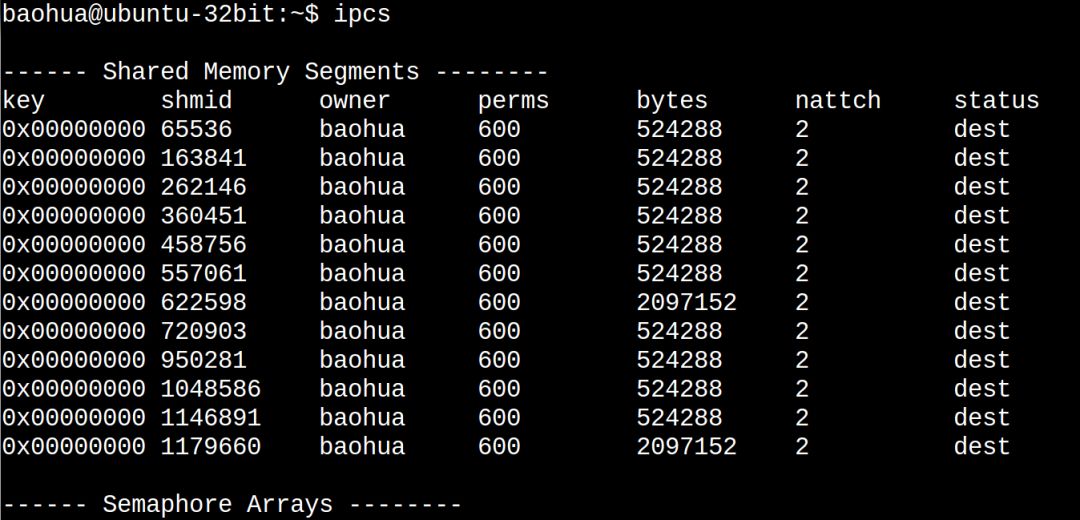 baohua@ubuntu-32bit:~$ ipcs
------ Shared Memory Segments --------
key        shmid      owner      perms      bytes      nattch     status
0x00000000 65536      baohua     600        524288     2          dest
0x00000000 163841     baohua     600        524288     2          dest
0x00000000 262146     baohua     600        524288     2          dest
0x00000000 360451     baohua     600        524288     2          dest
0x00000000 458756     baohua     600        524288     2          dest
0x00000000 557061     baohua     600        524288     2          dest
0x00000000 622598     baohua     600        2097152    2          dest
0x00000000 720903     baohua     600        524288     2          dest
0x00000000 950281     baohua     600        524288     2          dest
0x00000000 1048586    baohua     600        524288     2          dest
0x00000000 1146891    baohua     600        524288     2          dest
0x00000000 1179660    baohua     600        2097152    2          dest
------ Semaphore Arrays --------